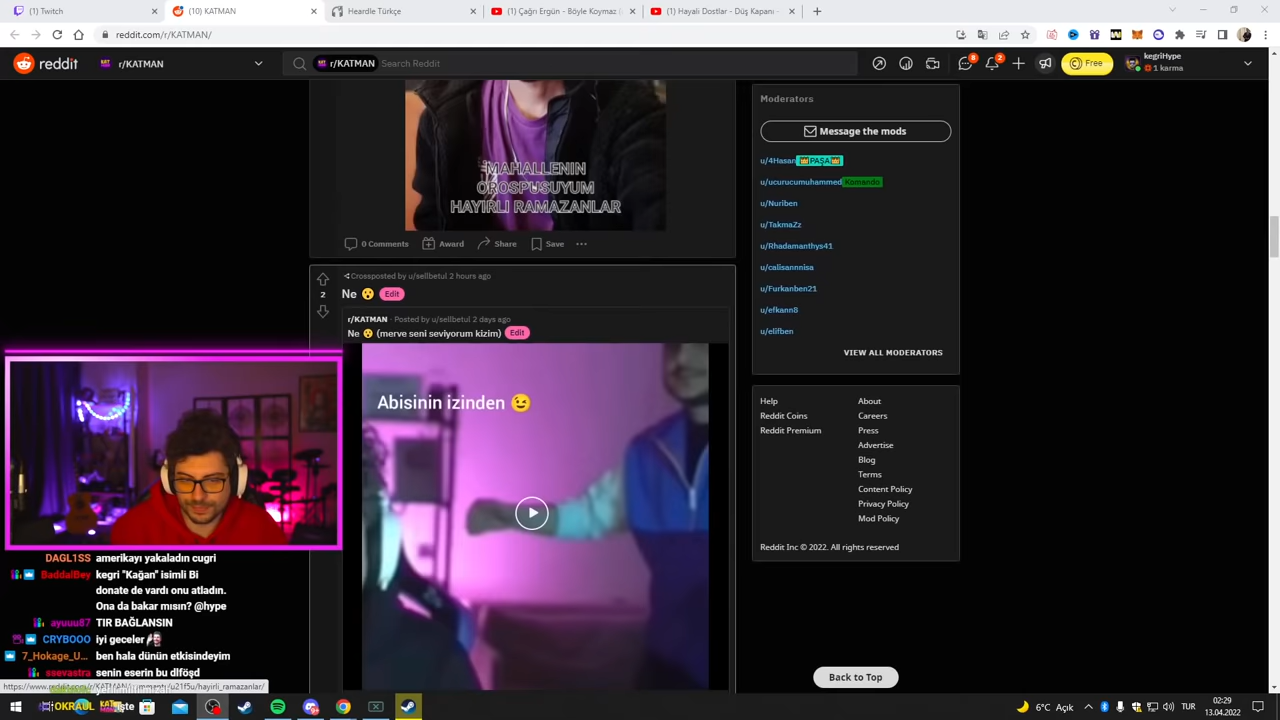 (1) Twitch
(10) KATMAN
Heardle Türkçe
(1) Çağrı Ergün - Böyle Koymaz (
(1) Hayali Dostlar - Düş Kapanı -
reddit.com/r/KATMAN/
reddit
r/KATMAN
r/KATMAN
Search Reddit
8
2
Free
kegriHype
1 karma
MAHALLENIN
OROSPUSUYUM
HAYIRLI RAMAZANLAR
0 Comments
Award
Share
Save
Crossposted by u/sellbetul 2 hours ago
2
Ne 😮 Edit
r/KATMAN · Posted by u/sellbetul 2 days ago
Ne 😮 (merve seni seviyorum kizim) Edit
Abisinin izinden 😉
Moderators
Message the mods
u/4Hasan 👑PAŞA👑
u/ucurucumuhammed Komando
u/Nuriben
u/TakmaZz
u/Rhadamanthys41
u/calisannnisa
u/Furkanben21
u/efkann8
u/elifben
VIEW ALL MODERATORS
Help
Reddit Coins
Reddit Premium
About
Careers
Press
Advertise
Blog
Terms
Content Policy
Privacy Policy
Mod Policy
Reddit Inc © 2022. All rights reserved
Back to Top
DAGL1SS amerikayı yakaladın cugri
BaddalBey kegri "Kağan" isimli Bi
donate de vardı onu atladın.
Ona da bakar mısın? @hype
ayuuu87 TIR BAĞLANSIN
CRYBOOO iyi geceler
7_Hokage_U... ben hala dünün etkisindeyim
ssevastra senin eserin bu dlföşd
OKRAUL
TUR
6°C Açık
02:29
13.04.2022